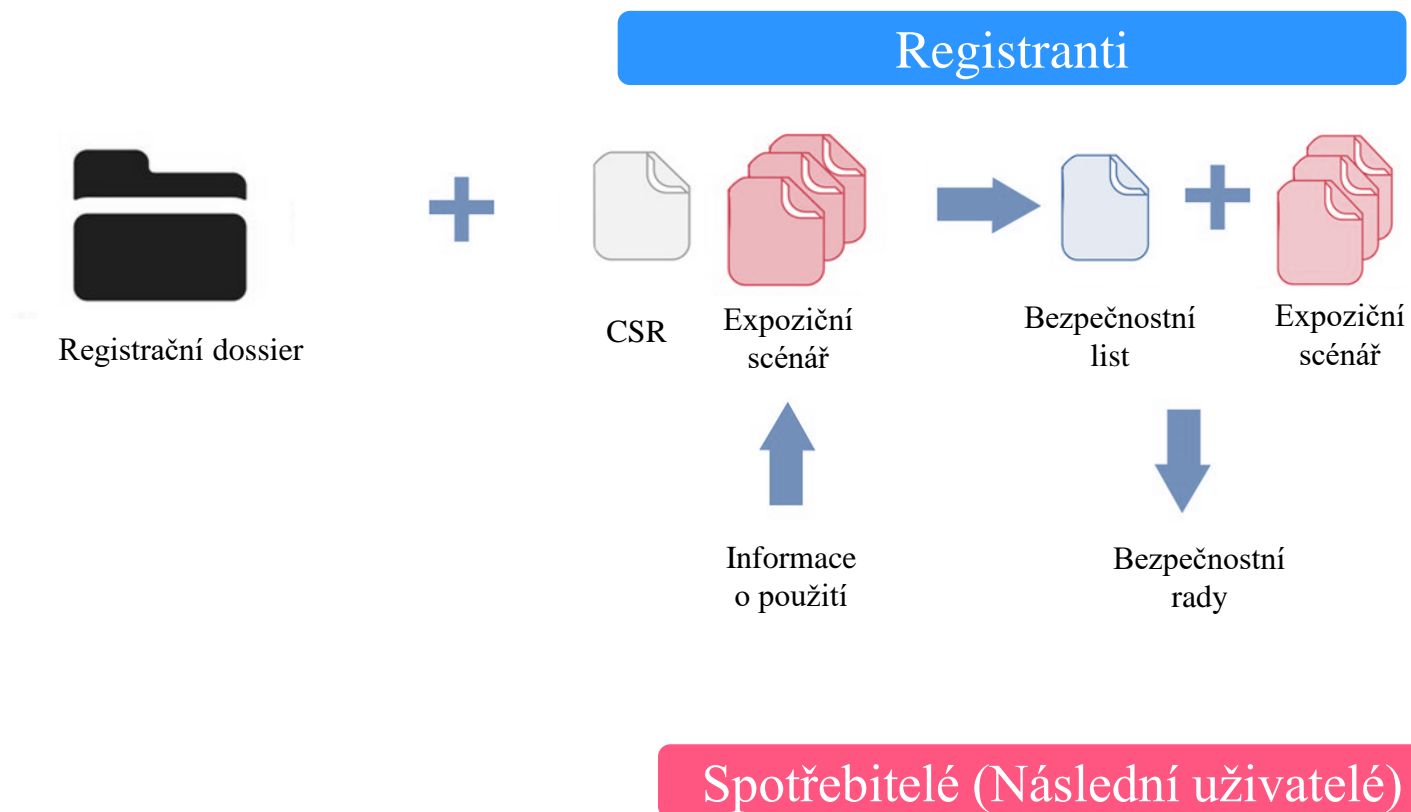 Registranti
Registrační dossier
CSR
Expoziční
scénář
Bezpečnostní
list
Expoziční
scénář
Informace
o použití
Bezpečnostní
rady
Spotřebitelé (Následní uživatelé)